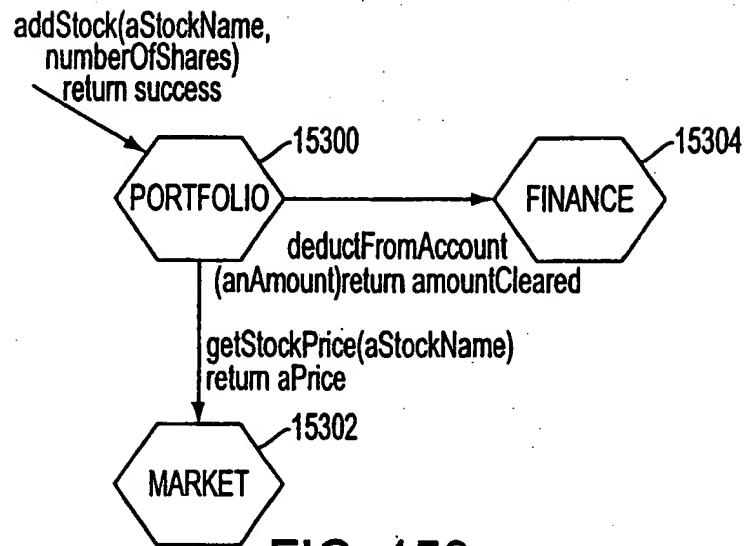 addStock(aStockName,
numberOfShares)
return success
15300
15304
PORTFOLIO
FINANCE
deductFromAccount
(anAmount)return amountCleared
getStockPrice(aStockName)
return aPrice
15302
MARKET